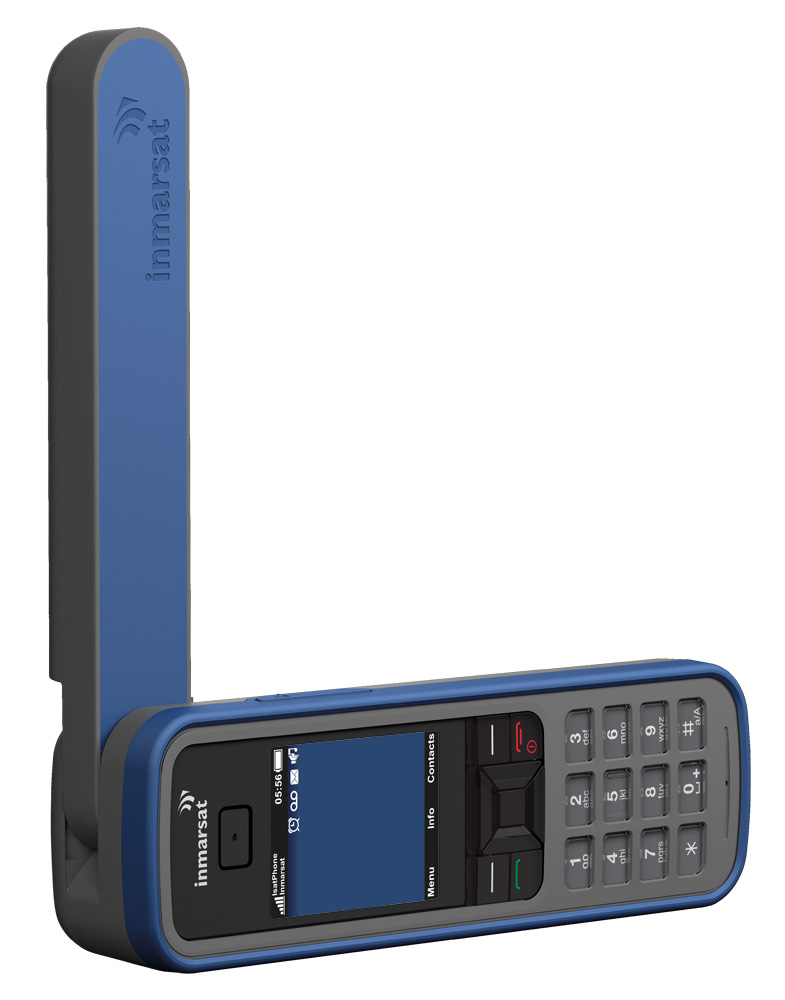 inmarsat
inmarsat
IsatPhone 05:56
Inmarsat
Menu Info Contacts
1 2 abc 3 def
4 ghi 5 jkl 6 mno
7 pqrs 8 tuv 9 wxyz
* 0 + # a/A